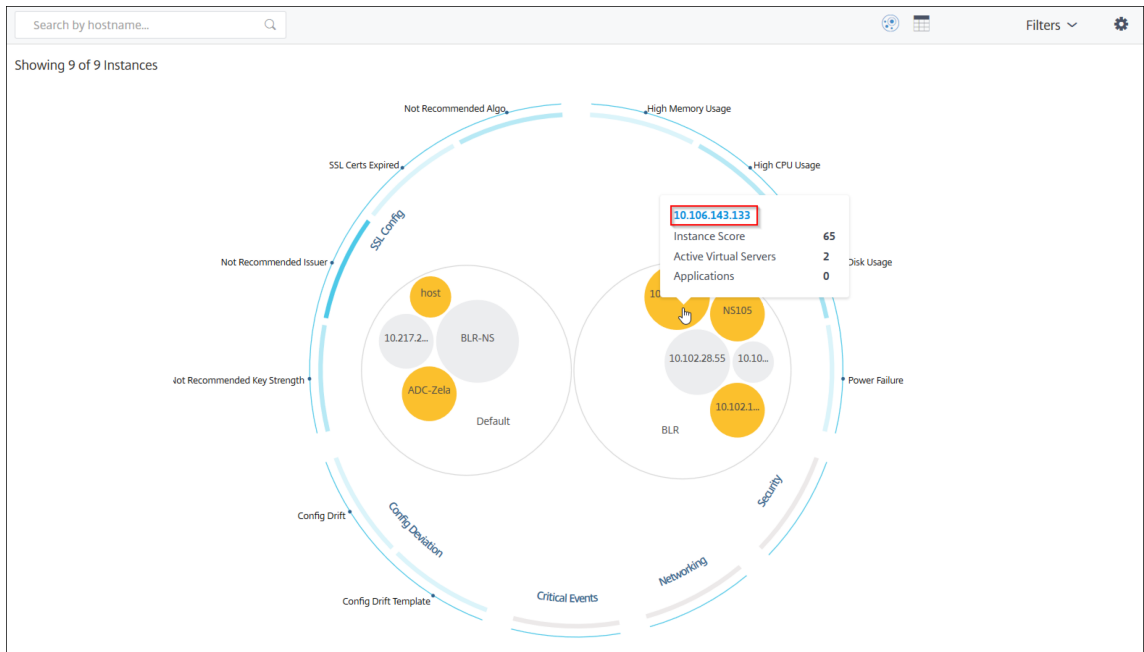 Search by hostname...
Filters
Showing 9 of 9 Instances
Not Recommended Algo
High Memory Usage
SSL Certs Expired
High CPU Usage
SSL Config
10.106.143.133
Instance Score 65
Active Virtual Servers 2
Applications 0
Not Recommended Issuer
Disk Usage
host
10
NS105
10.217.2...
BLR-NS
10.102.28.55
10.10...
ot Recommended Key Strength
Power Failure
ADC-Zela
10.102.1...
Default
BLR
Security
Config Drift
Config Deviation
Networking
Critical Events
Config Drift Template